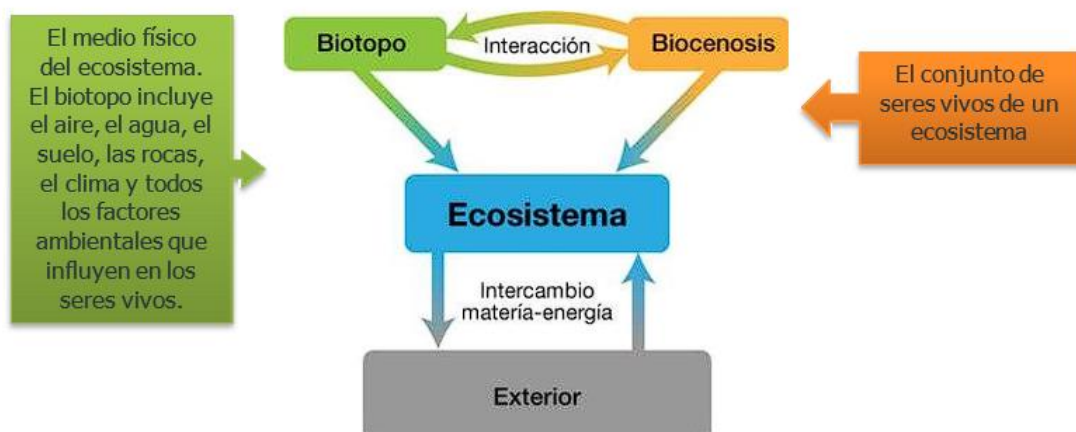 El medio físico
del ecosistema.
El biotopo incluye
el aire, el agua, el
suelo, las rocas,
el clima y todos
los factores
ambientales que
influyen en los
seres vivos.
Biotopo
Interacción
Biocenosis
El conjunto de
seres vivos de un
ecosistema
Ecosistema
Intercambio
matería-energía
Exterior